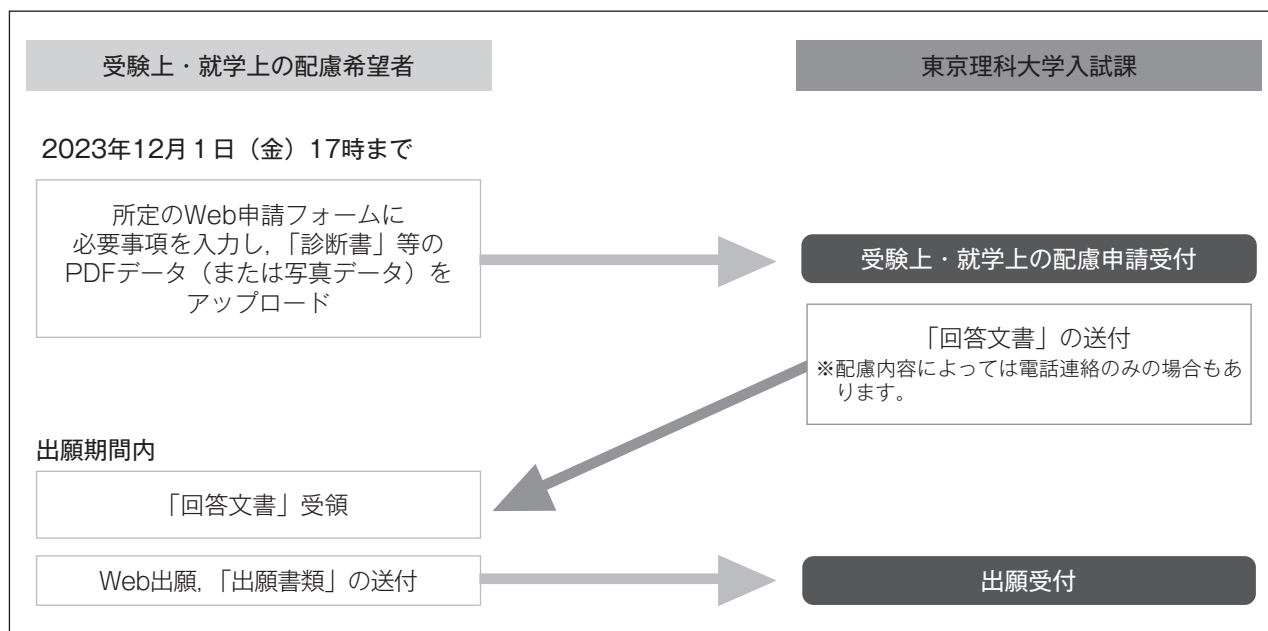 受験上・就学上の配慮希望者
東京理科大学入試課
2023年12月1日（金）17時まで
所定のWeb申請フォームに
必要事項を入力し，「診断書」等の
PDFデータ（または写真データ）を
アップロード
受験上・就学上の配慮申請受付
「回答文書」の送付
※配慮内容によっては電話連絡のみの場合もあ
ります。
出願期間内
「回答文書」受領
Web出願，「出願書類」の送付
出願受付